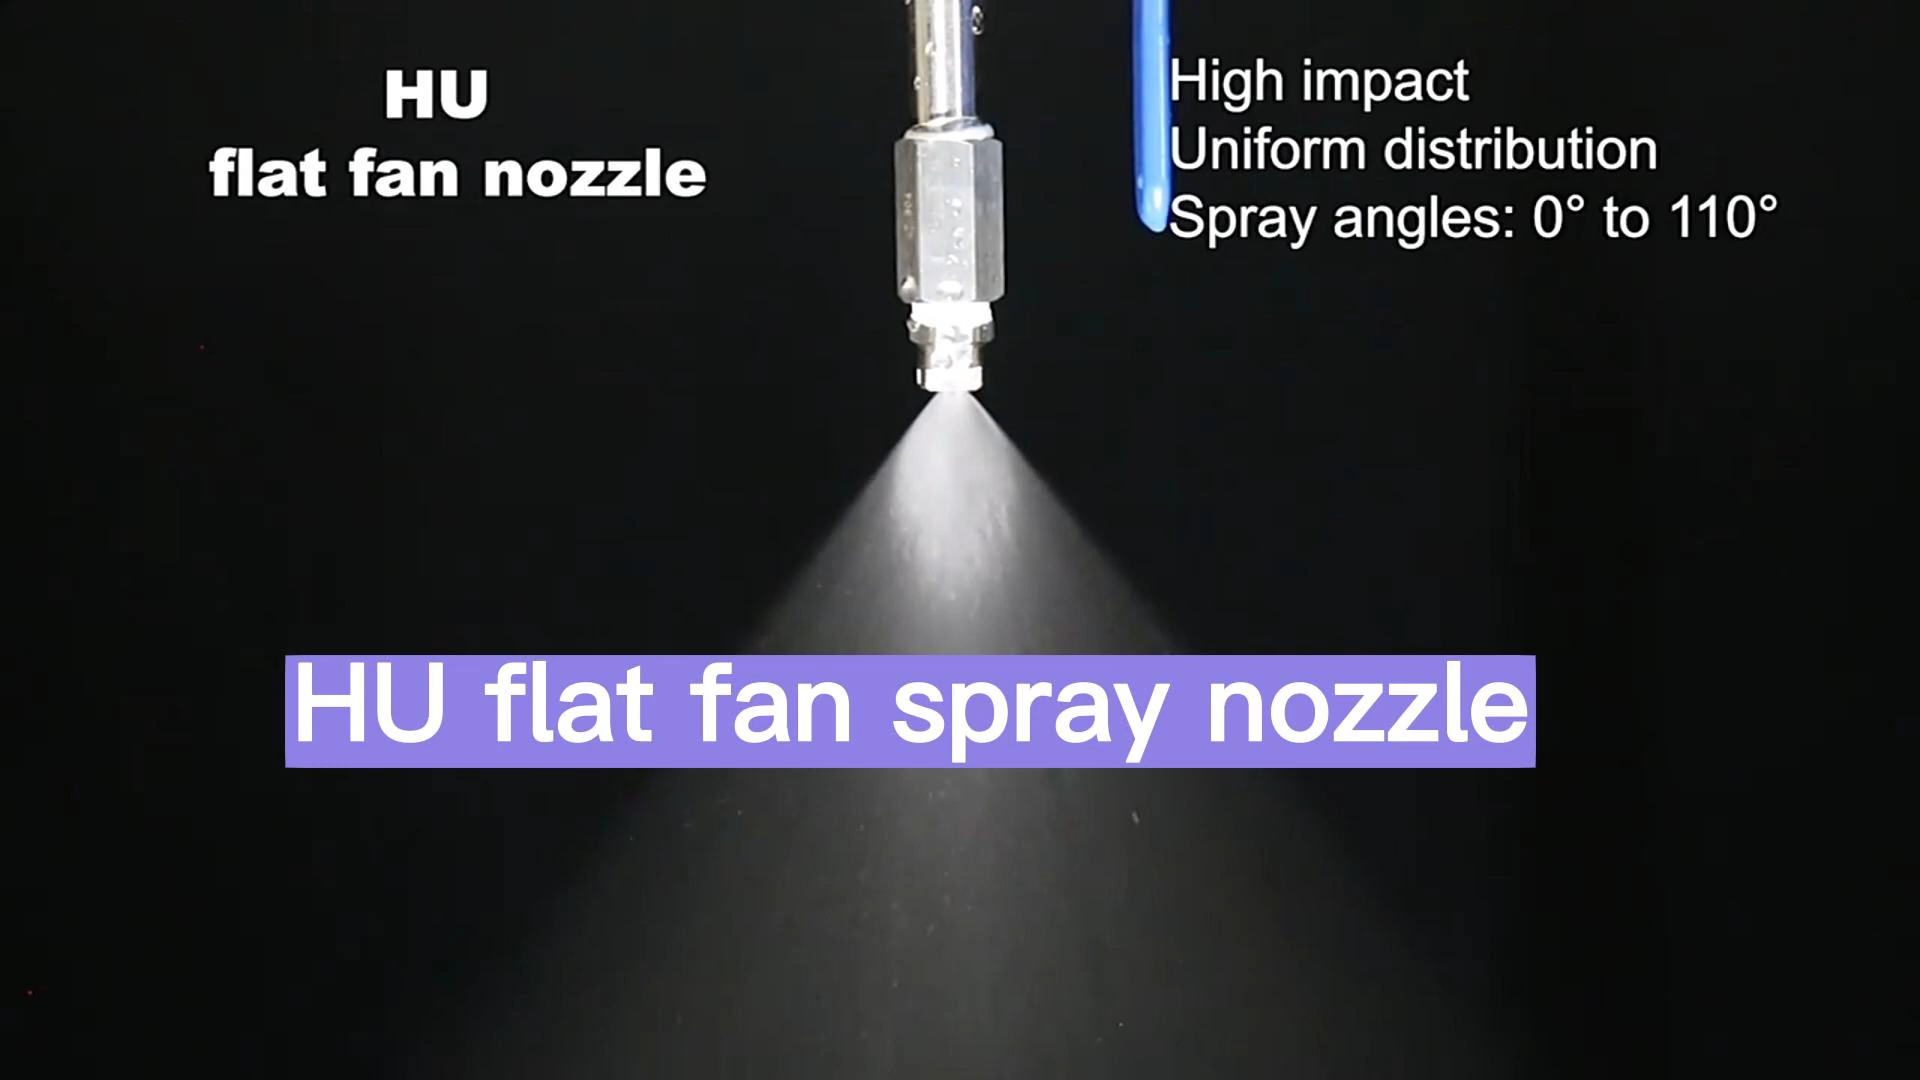 HU
flat fan nozzle
High impact
Uniform distribution
Spray angles: 0° to 110°
HU flat fan spray nozzle